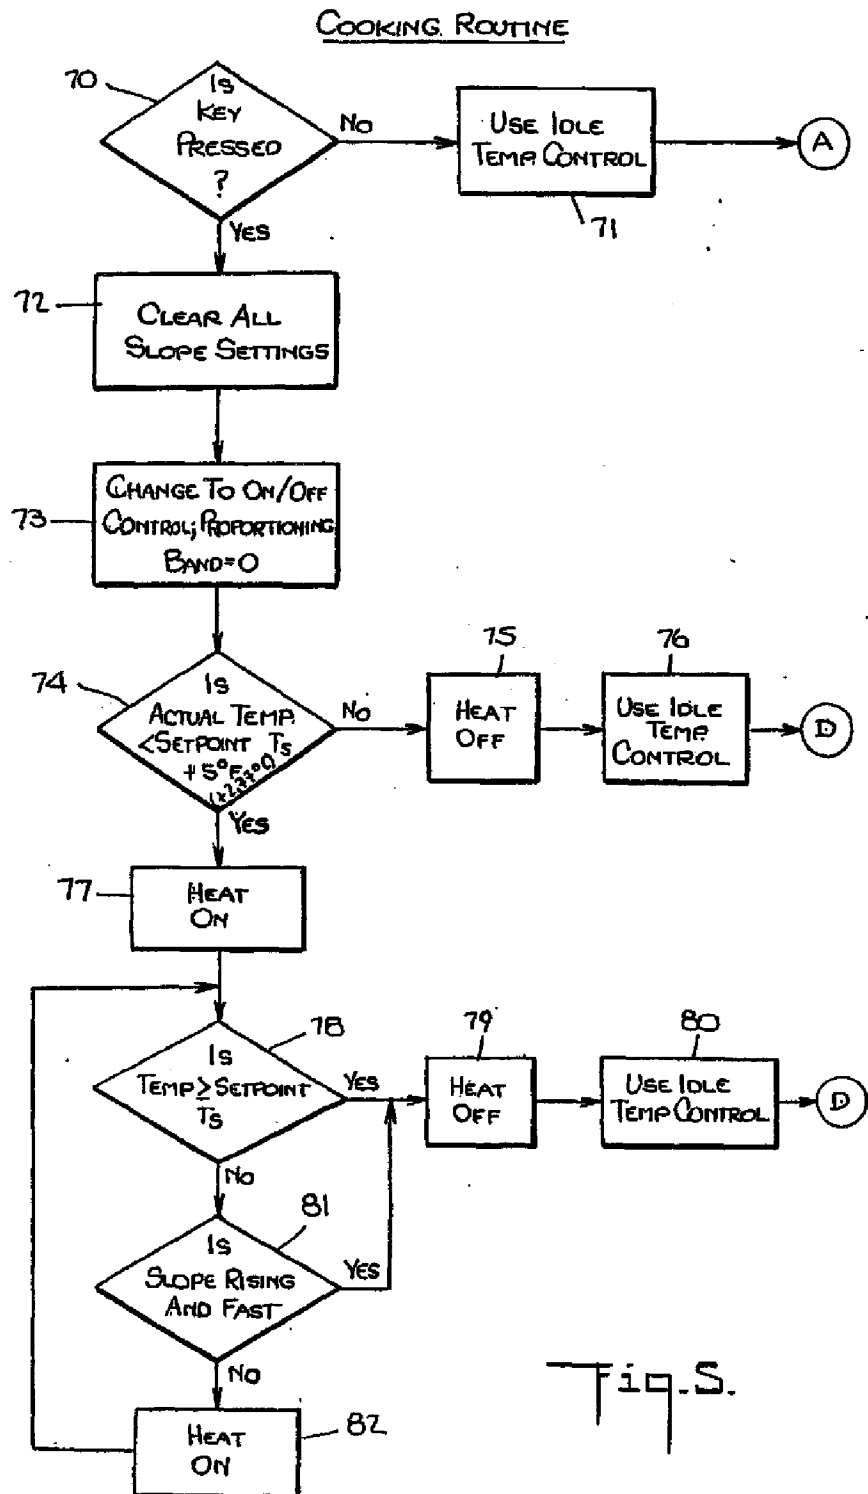 COOKING ROUTINE
70
IS
KEY
PRESSED
?
NO
USE IDLE
TEMP. CONTROL
71
A
YES
72
CLEAR ALL
SLOPE SETTINGS
73
CHANGE TO ON/OFF
CONTROL; PROPORTIONING
BAND=0
74
IS
ACTUAL TEMP.
<SETPOINT TS
+5°F
(+2,77°C)
NO
75
HEAT
OFF
76
USE IDLE
TEMP.
CONTROL
D
YES
77
HEAT
ON
78
IS
TEMP ≥ SETPOINT
TS
YES
79
HEAT
OFF
80
USE IDLE
TEMP CONTROL
D
NO
81
IS
SLOPE RISING
AND FAST
YES
NO
82
HEAT
ON
Fig. 5.